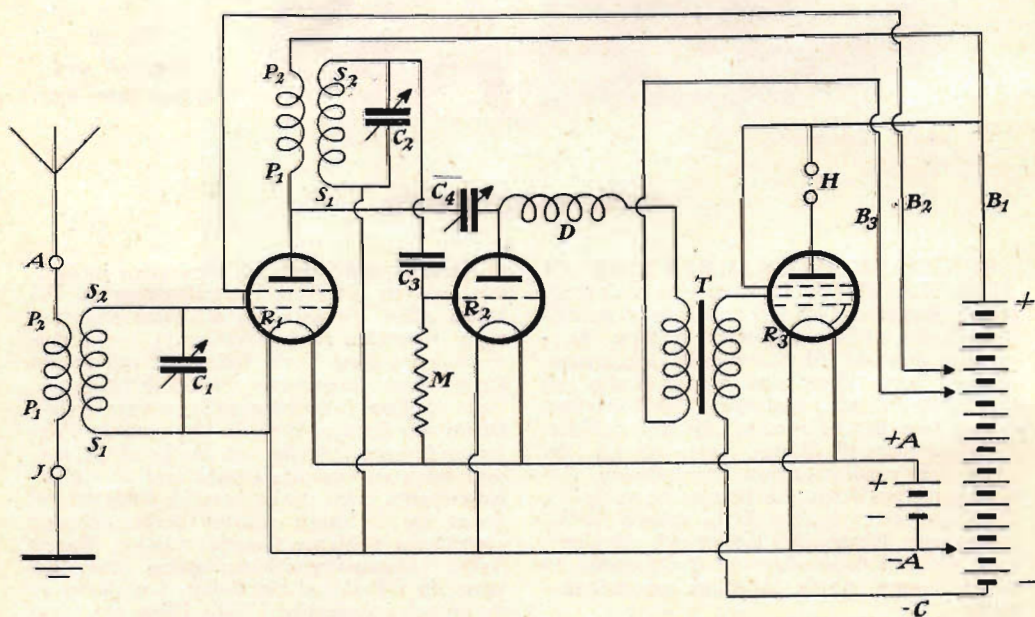 P2
S2
C2
P1
S1
C4
D
H
B3
B2
B1
A
C3
T
+
S2
R1
R2
R3
P2
C1
M
P1
S1
+A
J
+
−
−A
−
-C